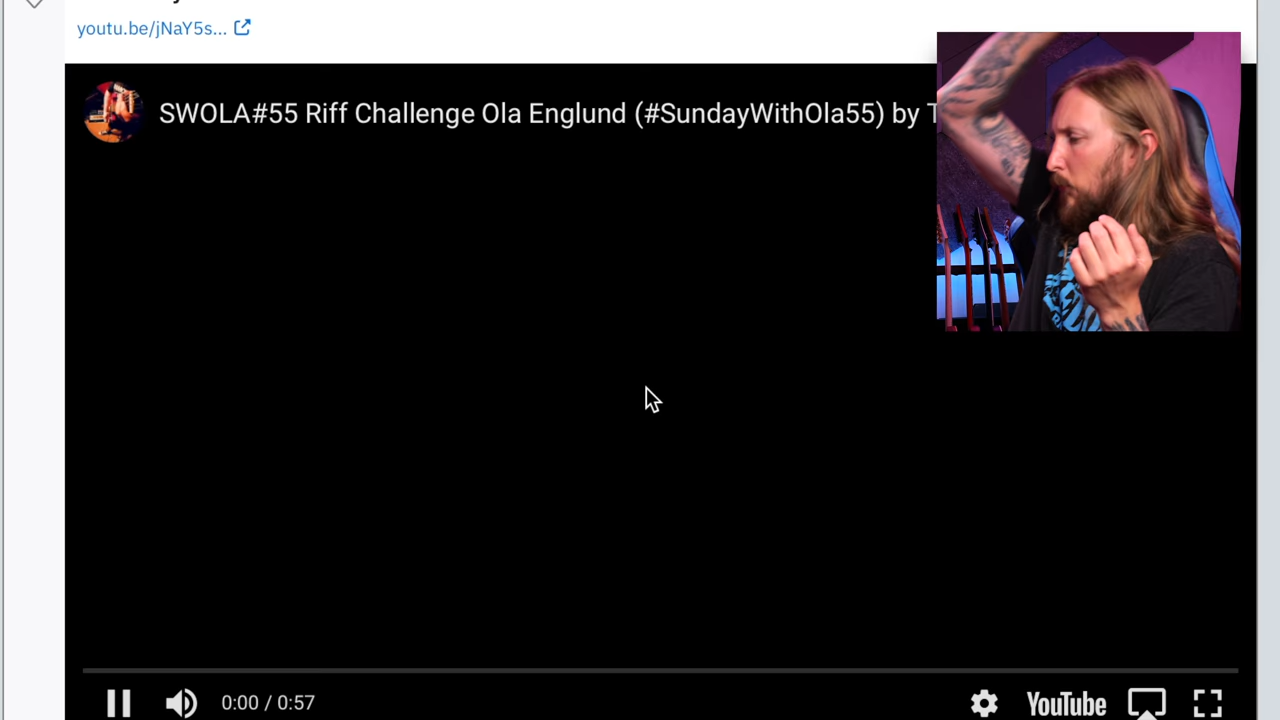 youtu.be/jNaY5s...
SWOLA#55 Riff Challenge Ola Englund (#SundayWithOla55) by
0:00 / 0:57
YouTube